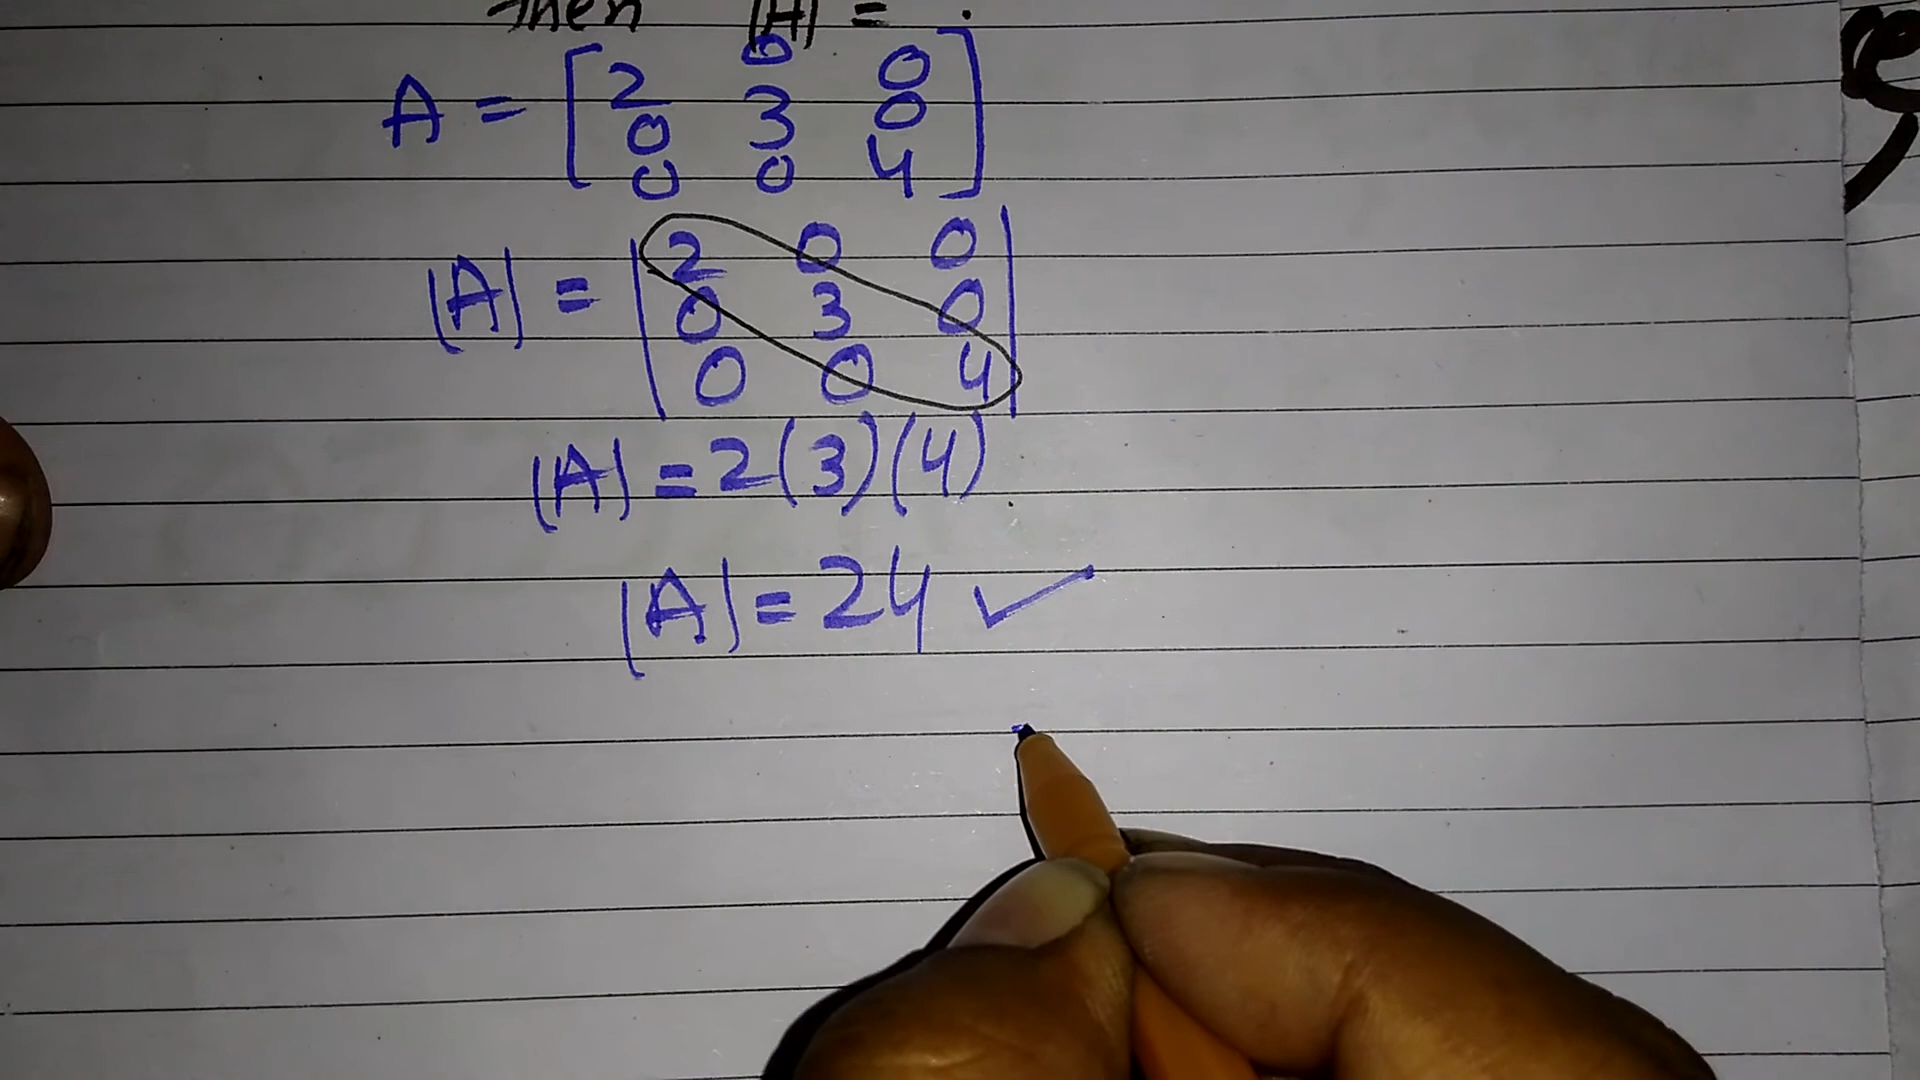 Then |A| = .
A = [ 2 0 0
0 3 0
0 0 4 ]
|A| = | 2 0 0
0 3 0
0 0 4 |
|A| = 2(3)(4)
|A| = 24 ✓